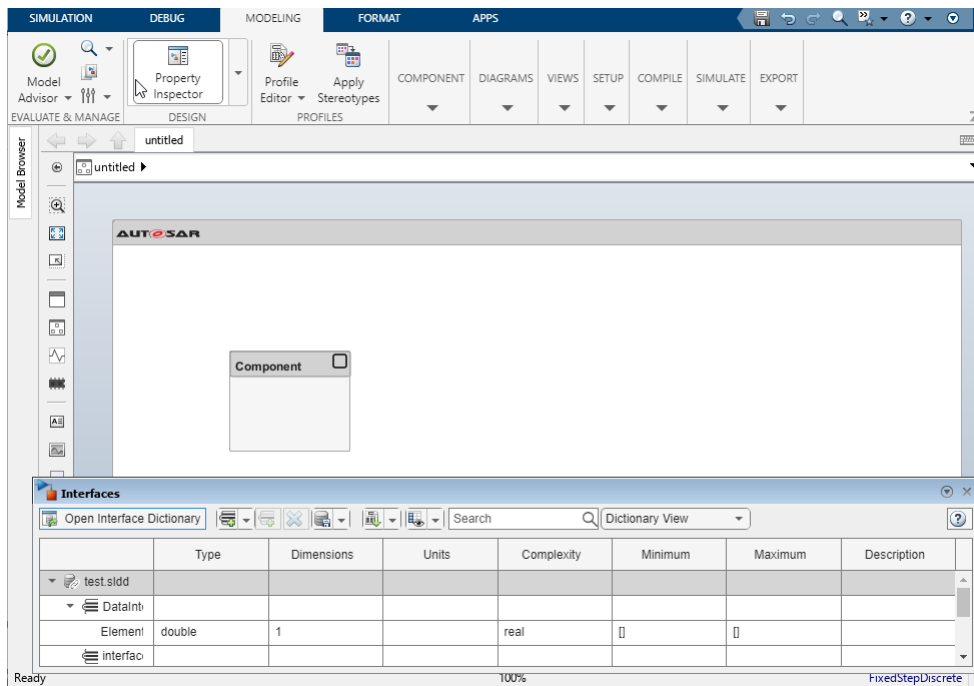 SIMULATION DEBUG MODELING FORMAT APPS
Model Advisor
Property Inspector
Profile Editor
Apply Stereotypes
COMPONENT DIAGRAMS VIEWS SETUP COMPILE SIMULATE EXPORT
EVALUATE & MANAGE DESIGN PROFILES
Model Browser
untitled
untitled
AUTOSAR
Component
Interfaces
Open Interface Dictionary Search Dictionary View
Type Dimensions Units Complexity Minimum Maximum Description
test.sldd
DataInt
Element double 1 real [] []
interfac
Ready 100% FixedStepDiscrete